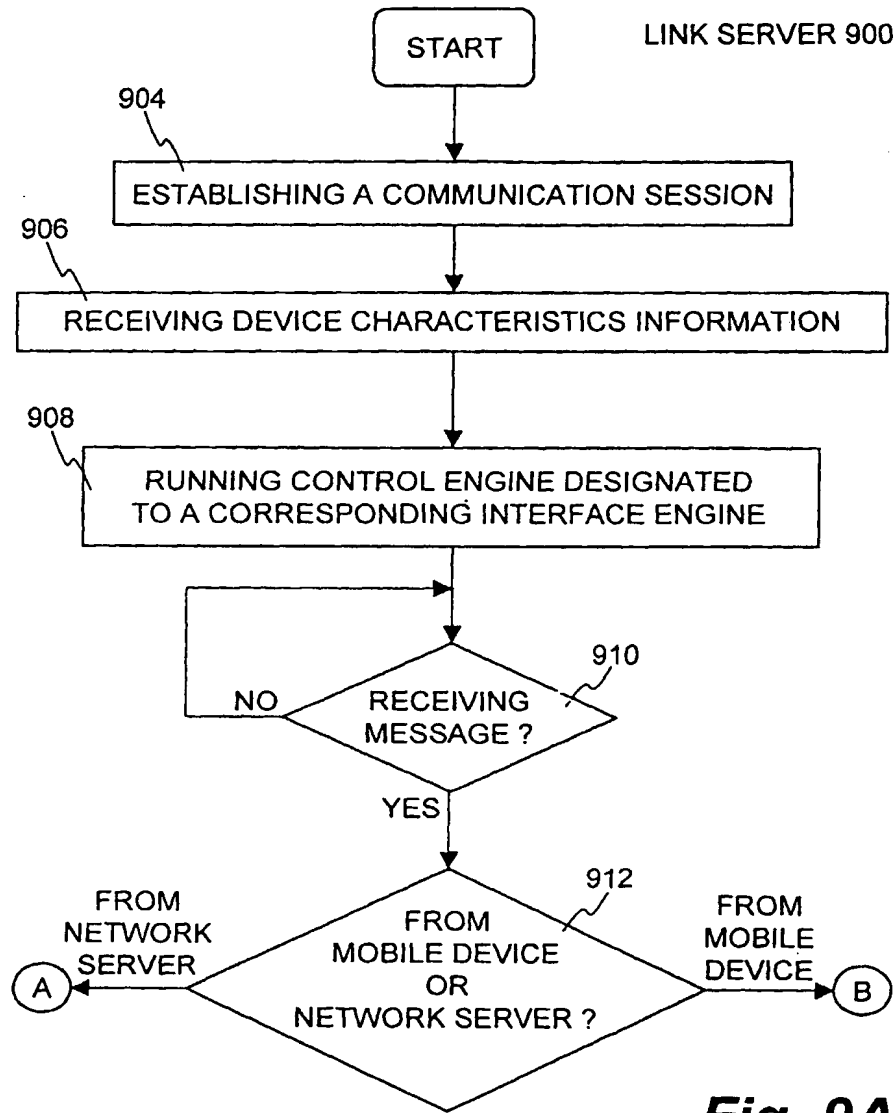 START
LINK SERVER 900
904
ESTABLISHING A COMMUNICATION SESSION
906
RECEIVING DEVICE CHARACTERISTICS INFORMATION
908
RUNNING CONTROL ENGINE DESIGNATED
TO A CORRESPONDING INTERFACE ENGINE
910
NO
RECEIVING
MESSAGE ?
YES
912
FROM
NETWORK
SERVER
FROM
MOBILE DEVICE
OR
NETWORK SERVER ?
FROM
MOBILE
DEVICE
A
B
Fig. 9A